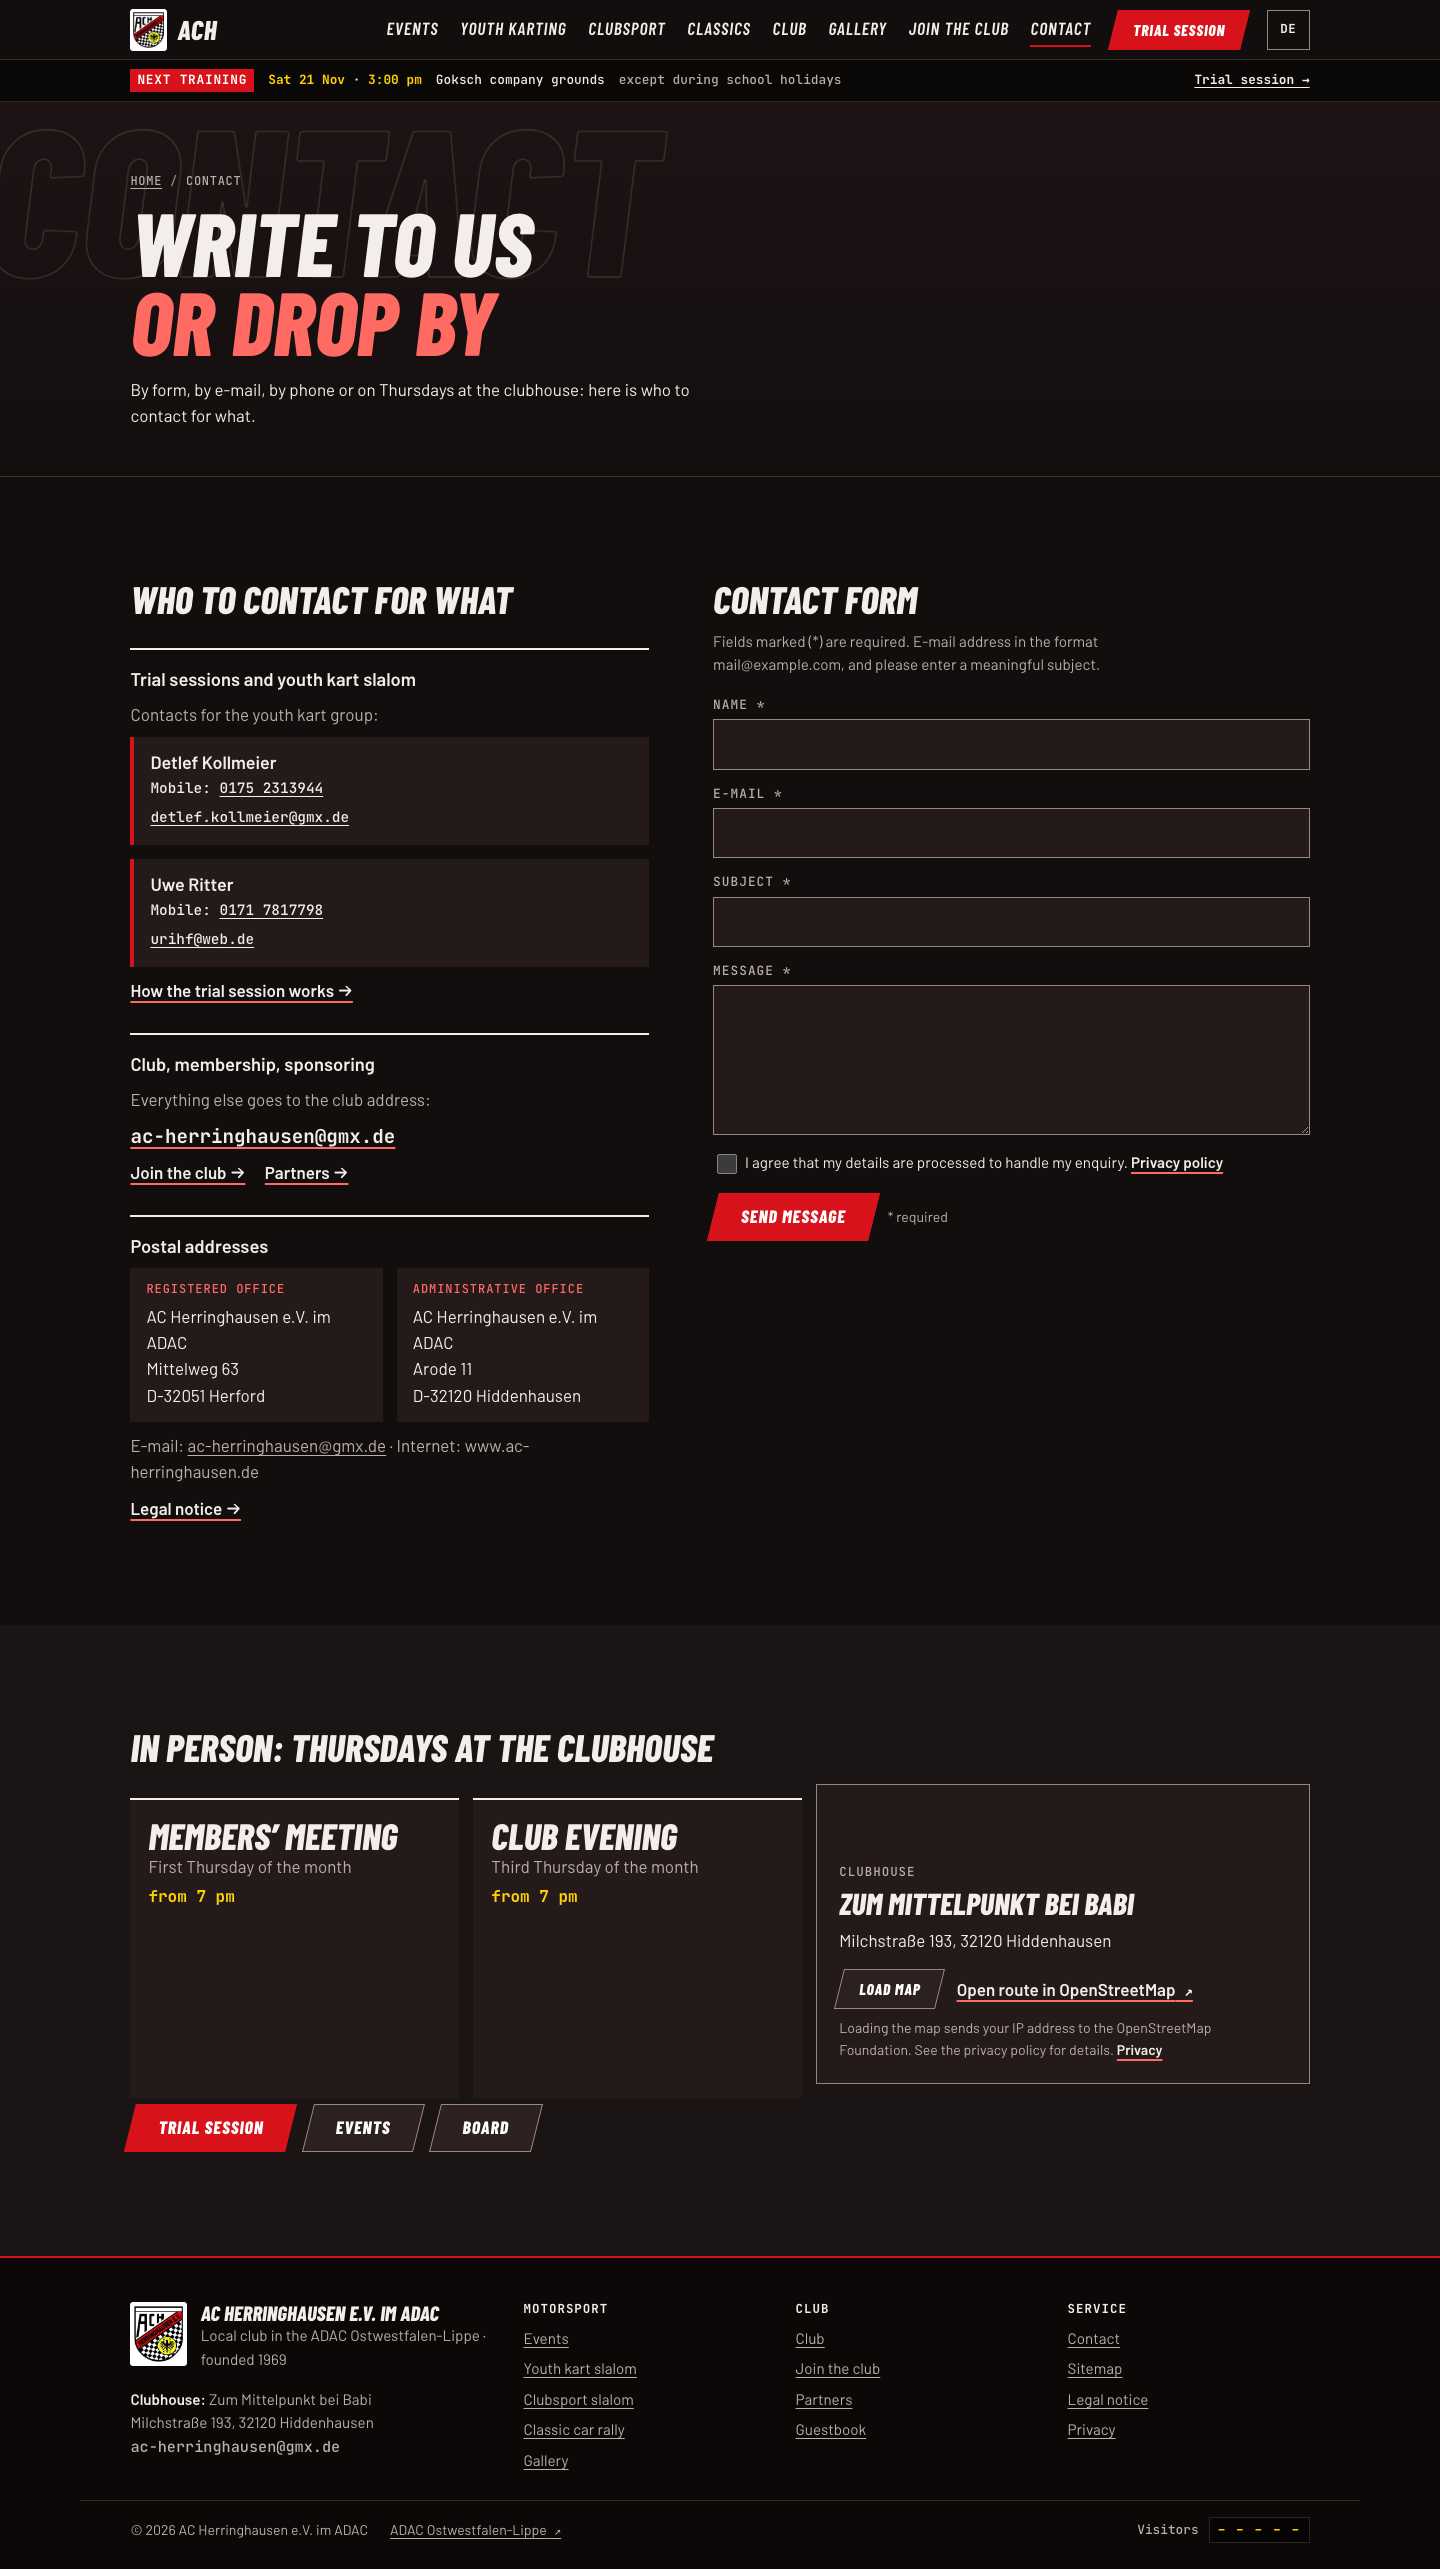 ACH
EVENTS YOUTH KARTING CLUBSPORT CLASSICS CLUB GALLERY JOIN THE CLUB CONTACT TRIAL SESSION DE
NEXT TRAINING Sat 21 Nov · 3:00 pm Goksch company grounds except during school holidays Trial session →
CONTACT
HOME / CONTACT
WRITE TO US
OR DROP BY
By form, by e-mail, by phone or on Thursdays at the clubhouse: here is who to
contact for what.
WHO TO CONTACT FOR WHAT
Trial sessions and youth kart slalom
Contacts for the youth kart group:
Detlef Kollmeier
Mobile: 0175 2313944
detlef.kollmeier@gmx.de
Uwe Ritter
Mobile: 0171 7817798
urihf@web.de
How the trial session works →
Club, membership, sponsoring
Everything else goes to the club address:
ac-herringhausen@gmx.de
Join the club → Partners →
Postal addresses
REGISTERED OFFICE
AC Herringhausen e.V. im
ADAC
Mittelweg 63
D-32051 Herford
ADMINISTRATIVE OFFICE
AC Herringhausen e.V. im
ADAC
Arode 11
D-32120 Hiddenhausen
E-mail: ac-herringhausen@gmx.de · Internet: www.ac-
herringhausen.de
Legal notice →
CONTACT FORM
Fields marked (*) are required. E-mail address in the format
mail@example.com, and please enter a meaningful subject.
NAME *
E-MAIL *
SUBJECT *
MESSAGE *
I agree that my details are processed to handle my enquiry. Privacy policy
SEND MESSAGE * required
IN PERSON: THURSDAYS AT THE CLUBHOUSE
MEMBERS’ MEETING
First Thursday of the month
from 7 pm
CLUB EVENING
Third Thursday of the month
from 7 pm
CLUBHOUSE
ZUM MITTELPUNKT BEI BABI
Milchstraße 193, 32120 Hiddenhausen
LOAD MAP Open route in OpenStreetMap ↗
Loading the map sends your IP address to the OpenStreetMap
Foundation. See the privacy policy for details. Privacy
TRIAL SESSION EVENTS BOARD
ACH
AC HERRINGHAUSEN E.V. IM ADAC
Local club in the ADAC Ostwestfalen-Lippe ·
founded 1969
Clubhouse: Zum Mittelpunkt bei Babi
Milchstraße 193, 32120 Hiddenhausen
ac-herringhausen@gmx.de
MOTORSPORT
Events
Youth kart slalom
Clubsport slalom
Classic car rally
Gallery
CLUB
Club
Join the club
Partners
Guestbook
SERVICE
Contact
Sitemap
Legal notice
Privacy
© 2026 AC Herringhausen e.V. im ADAC ADAC Ostwestfalen-Lippe ↗
Visitors – – – – –